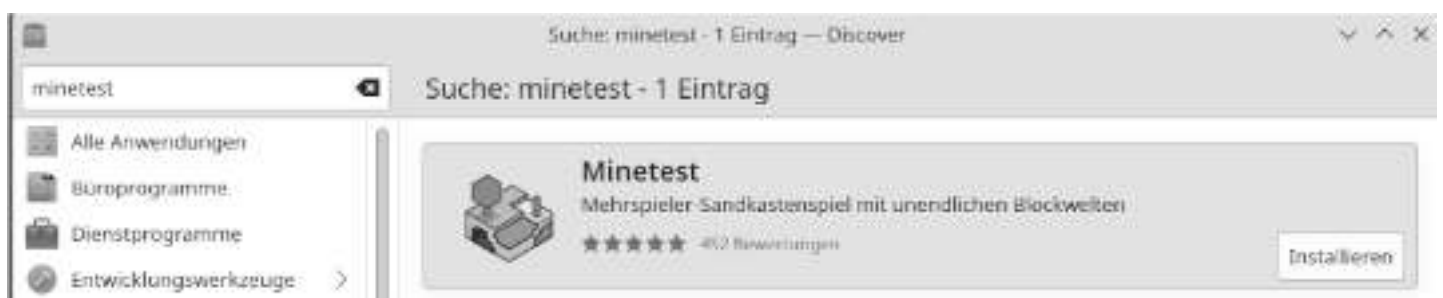 Suche: minetest - 1 Eintrag — Discover
minetest
Suche: minetest - 1 Eintrag
Alle Anwendungen
Büroprogramme
Dienstprogramme
Entwicklungswerkzeuge
Minetest
Mehrspieler-Sandkastenspiel mit unendlichen Blockwelten
Bewertungen
Installieren